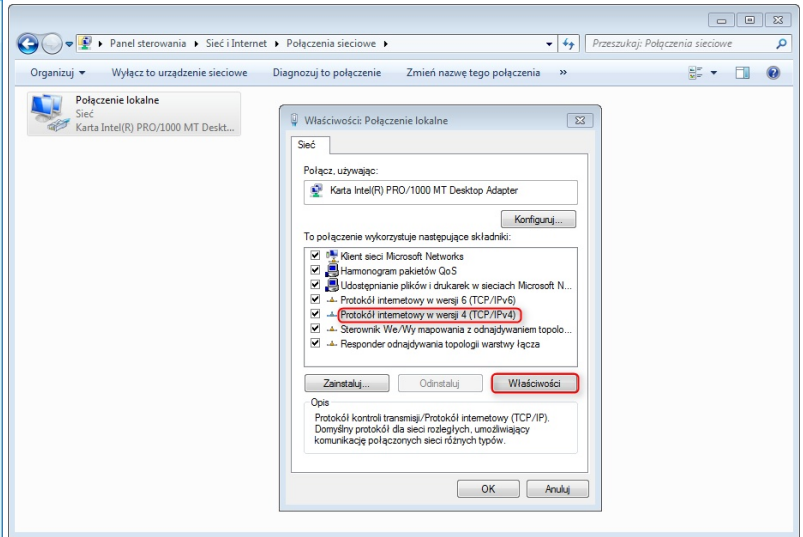 Panel sterowania ▸ Sieć i Internet ▸ Połączenia sieciowe ▸
Przeszukaj: Połączenia sieciowe
Organizuj Wyłącz to urządzenie sieciowe Diagnozuj to połączenie Zmień nazwę tego połączenia »
Połączenie lokalne
Sieć
Karta Intel(R) PRO/1000 MT Deskt...
Właściwości: Połączenie lokalne
Sieć
Połącz, używając:
Karta Intel(R) PRO/1000 MT Desktop Adapter
Konfiguruj...
To połączenie wykorzystuje następujące składniki:
Klient sieci Microsoft Networks
Harmonogram pakietów QoS
Udostępnianie plików i drukarek w sieciach Microsoft N...
Protokół internetowy w wersji 6 (TCP/IPv6)
Protokół internetowy w wersji 4 (TCP/IPv4)
Sterownik We/Wy mapowania z odnajdywaniem topolo...
Responder odnajdywania topologii warstwy łącza
Zainstaluj... Odinstaluj Właściwości
Opis
Protokół kontroli transmisji/Protokół internetowy (TCP/IP).
Domyślny protokół dla sieci rozległych, umożliwiający
komunikację połączonych sieci różnych typów.
OK Anuluj